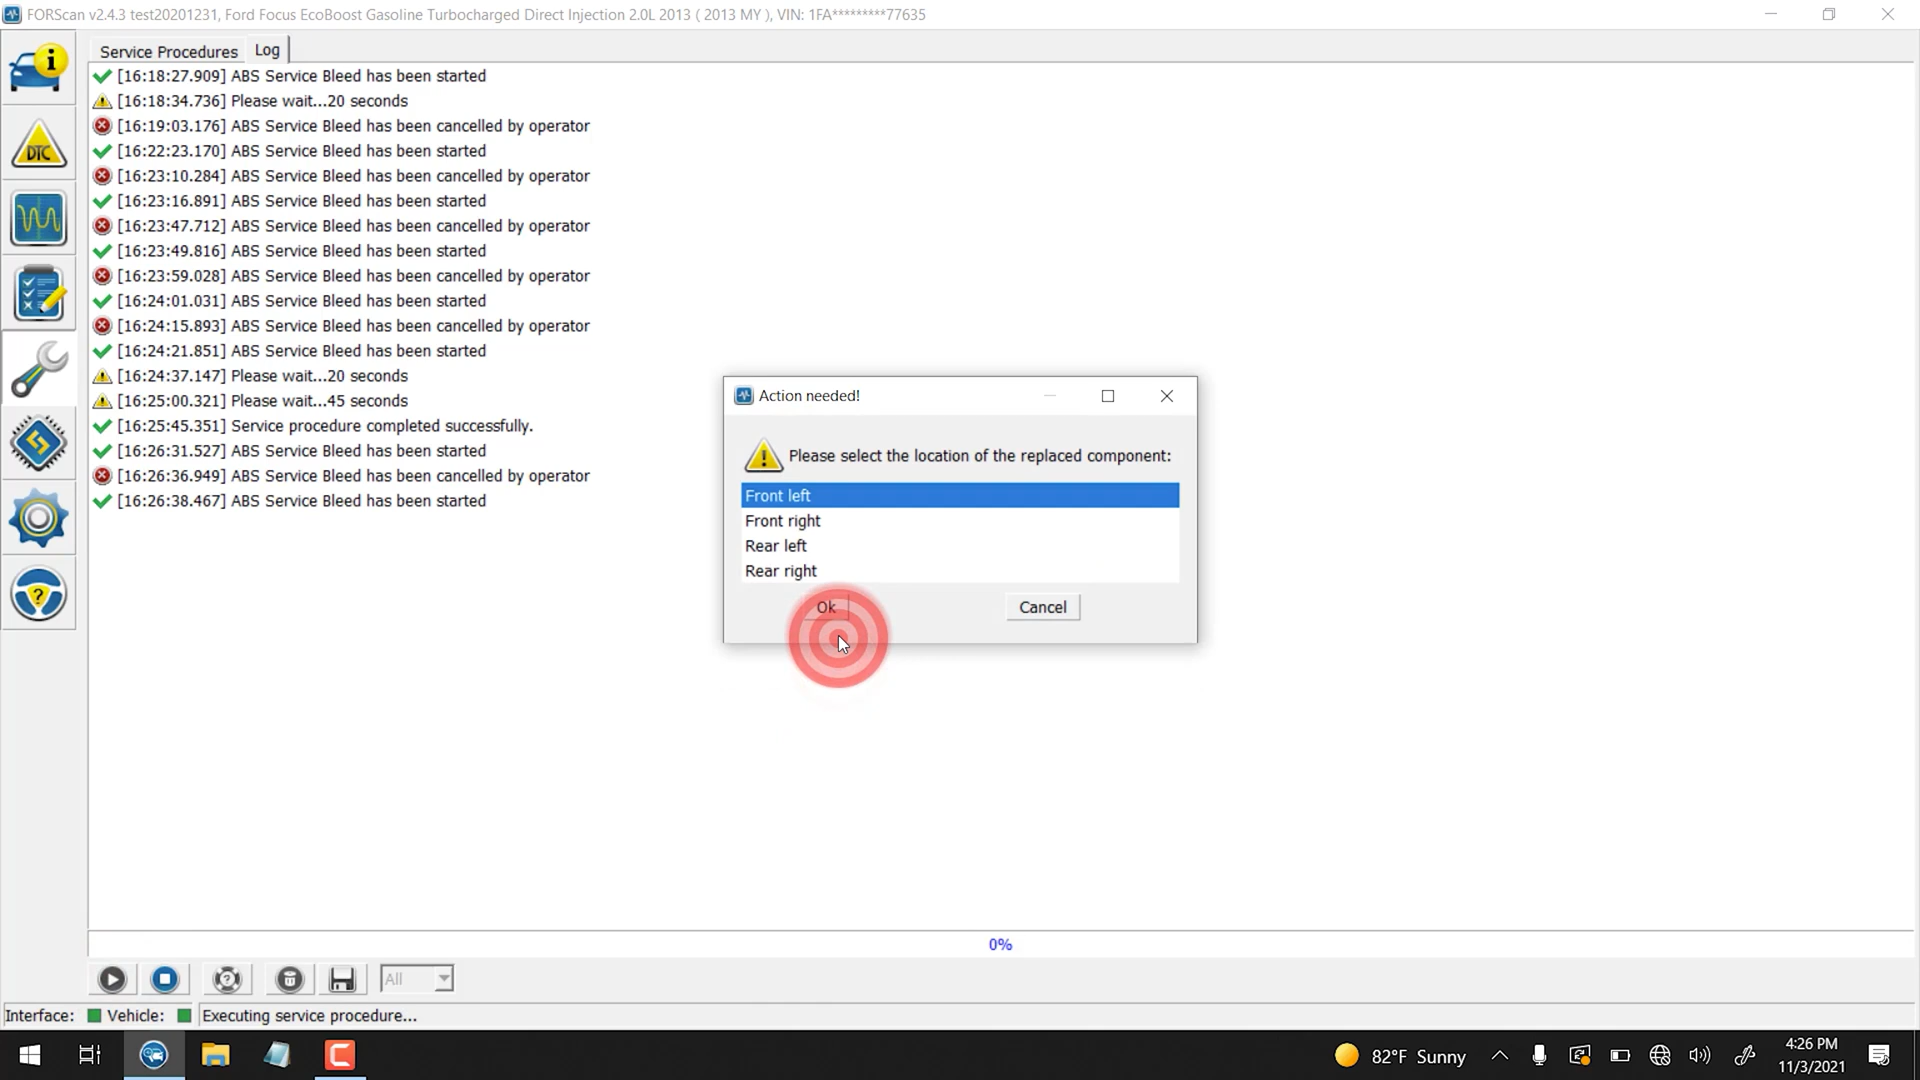 FORScan v2.4.3 test20201231, Ford Focus EcoBoost Gasoline Turbocharged Direct Injection 2.0L 2013 ( 2013 MY ), VIN: 1FA*********77635
Service Procedures
Log
[16:18:27.909] ABS Service Bleed has been started
[16:18:34.736] Please wait...20 seconds
[16:19:03.176] ABS Service Bleed has been cancelled by operator
[16:22:23.170] ABS Service Bleed has been started
[16:23:10.284] ABS Service Bleed has been cancelled by operator
[16:23:16.891] ABS Service Bleed has been started
[16:23:47.712] ABS Service Bleed has been cancelled by operator
[16:23:49.816] ABS Service Bleed has been started
[16:23:59.028] ABS Service Bleed has been cancelled by operator
[16:24:01.031] ABS Service Bleed has been started
[16:24:15.893] ABS Service Bleed has been cancelled by operator
[16:24:21.851] ABS Service Bleed has been started
[16:24:37.147] Please wait...20 seconds
[16:25:00.321] Please wait...45 seconds
[16:25:45.351] Service procedure completed successfully.
[16:26:31.527] ABS Service Bleed has been started
[16:26:36.949] ABS Service Bleed has been cancelled by operator
[16:26:38.467] ABS Service Bleed has been started
DTC
Action needed!
Please select the location of the replaced component:
Front left
Front right
Rear left
Rear right
Ok
Cancel
0%
All
Interface:
Vehicle:
Executing service procedure...
82°F Sunny
4:26 PM
11/3/2021